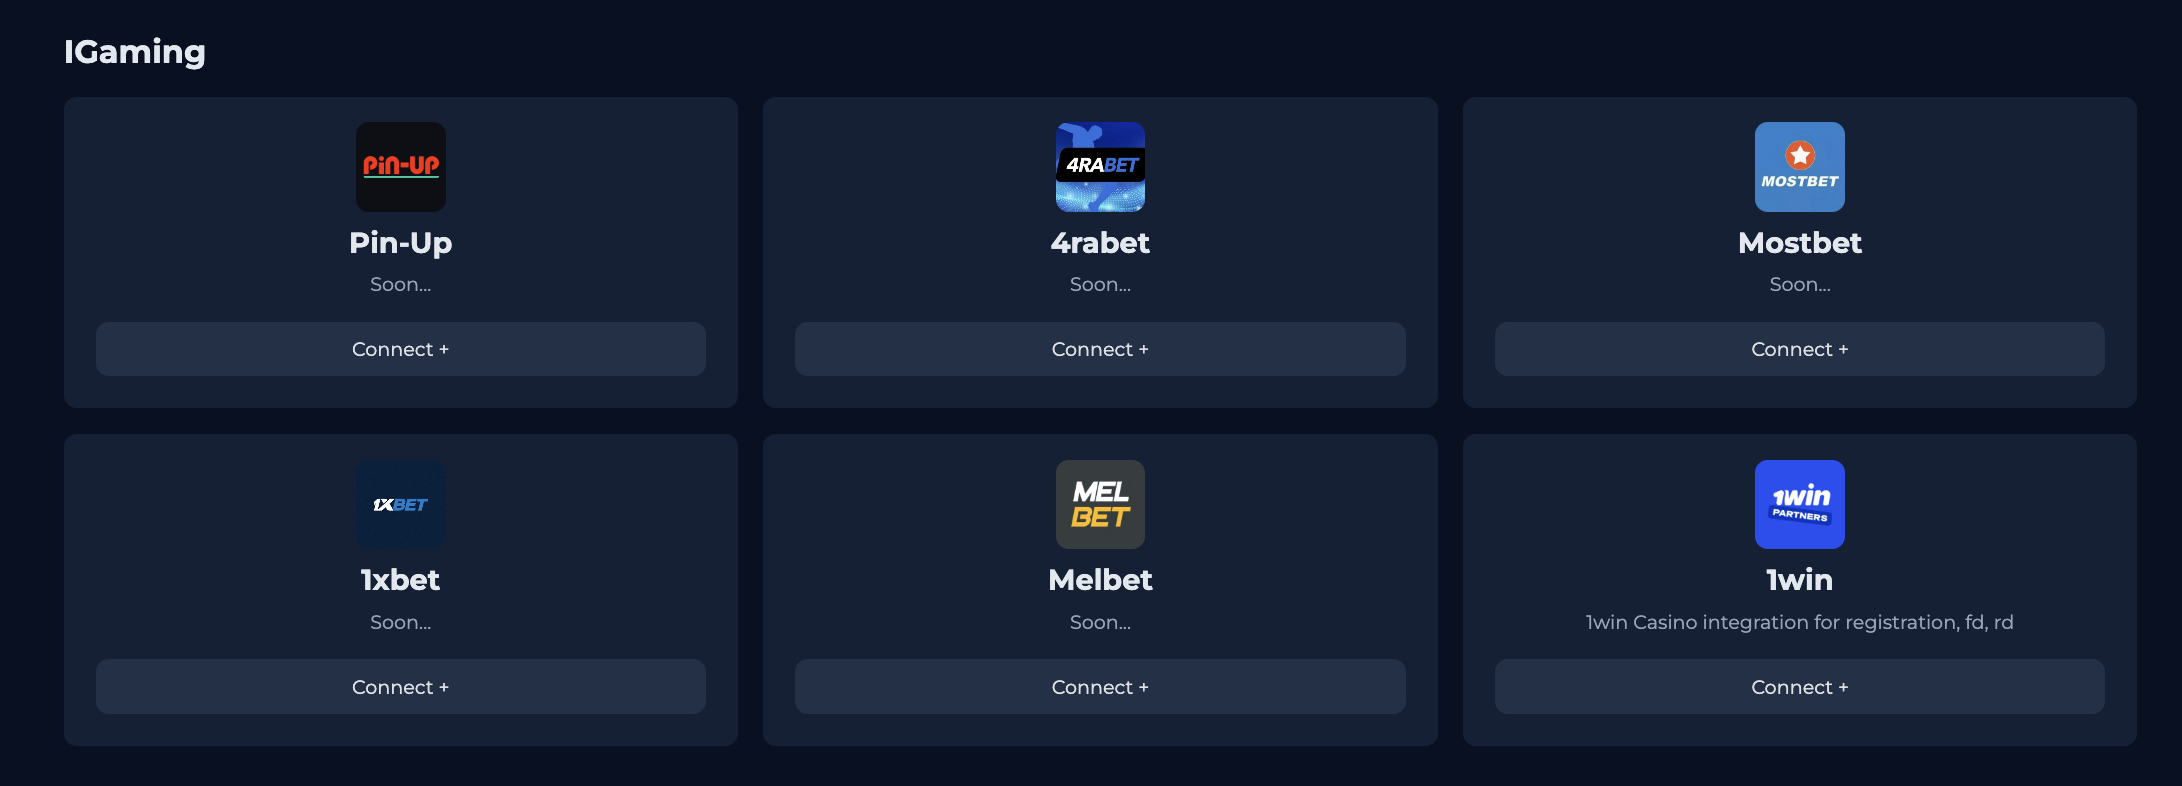 IGaming
PiN-UP
Pin-Up
Soon...
Connect +
4RABET
4rabet
Soon...
Connect +
MOSTBET
Mostbet
Soon...
Connect +
1XBET
1xbet
Soon...
Connect +
MEL
BET
Melbet
Soon...
Connect +
1win
PARTNERS
1win
1win Casino integration for registration, fd, rd
Connect +